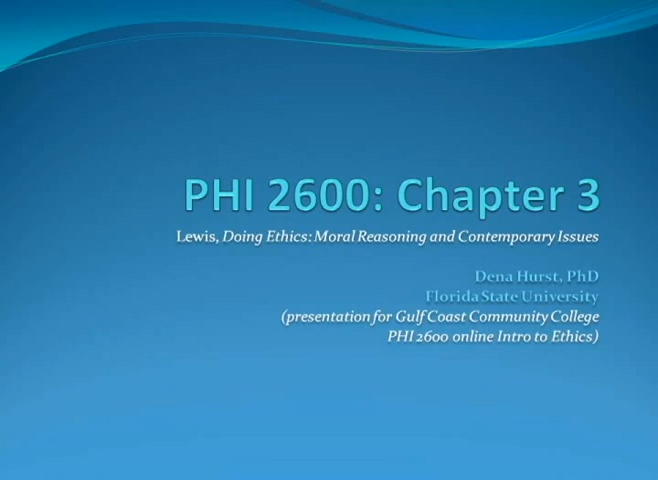 PHI 2600: Chapter 3
Lewis, Doing Ethics: Moral Reasoning and Contemporary Issues
Dena Hurst, PhD
Florida State University
(presentation for Gulf Coast Community College
PHI 2600 online Intro to Ethics)